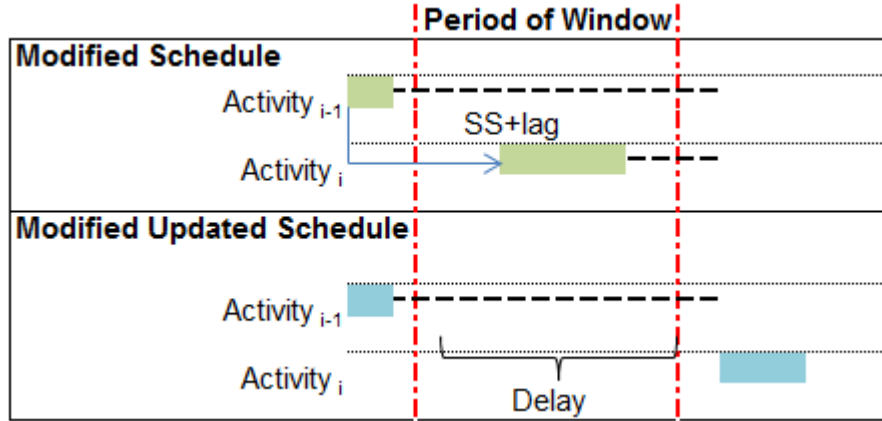 Period of Window
Modified Schedule
Activity i-1
SS+lag
Activity i
Modified Updated Schedule
Activity i-1
Activity i
Delay